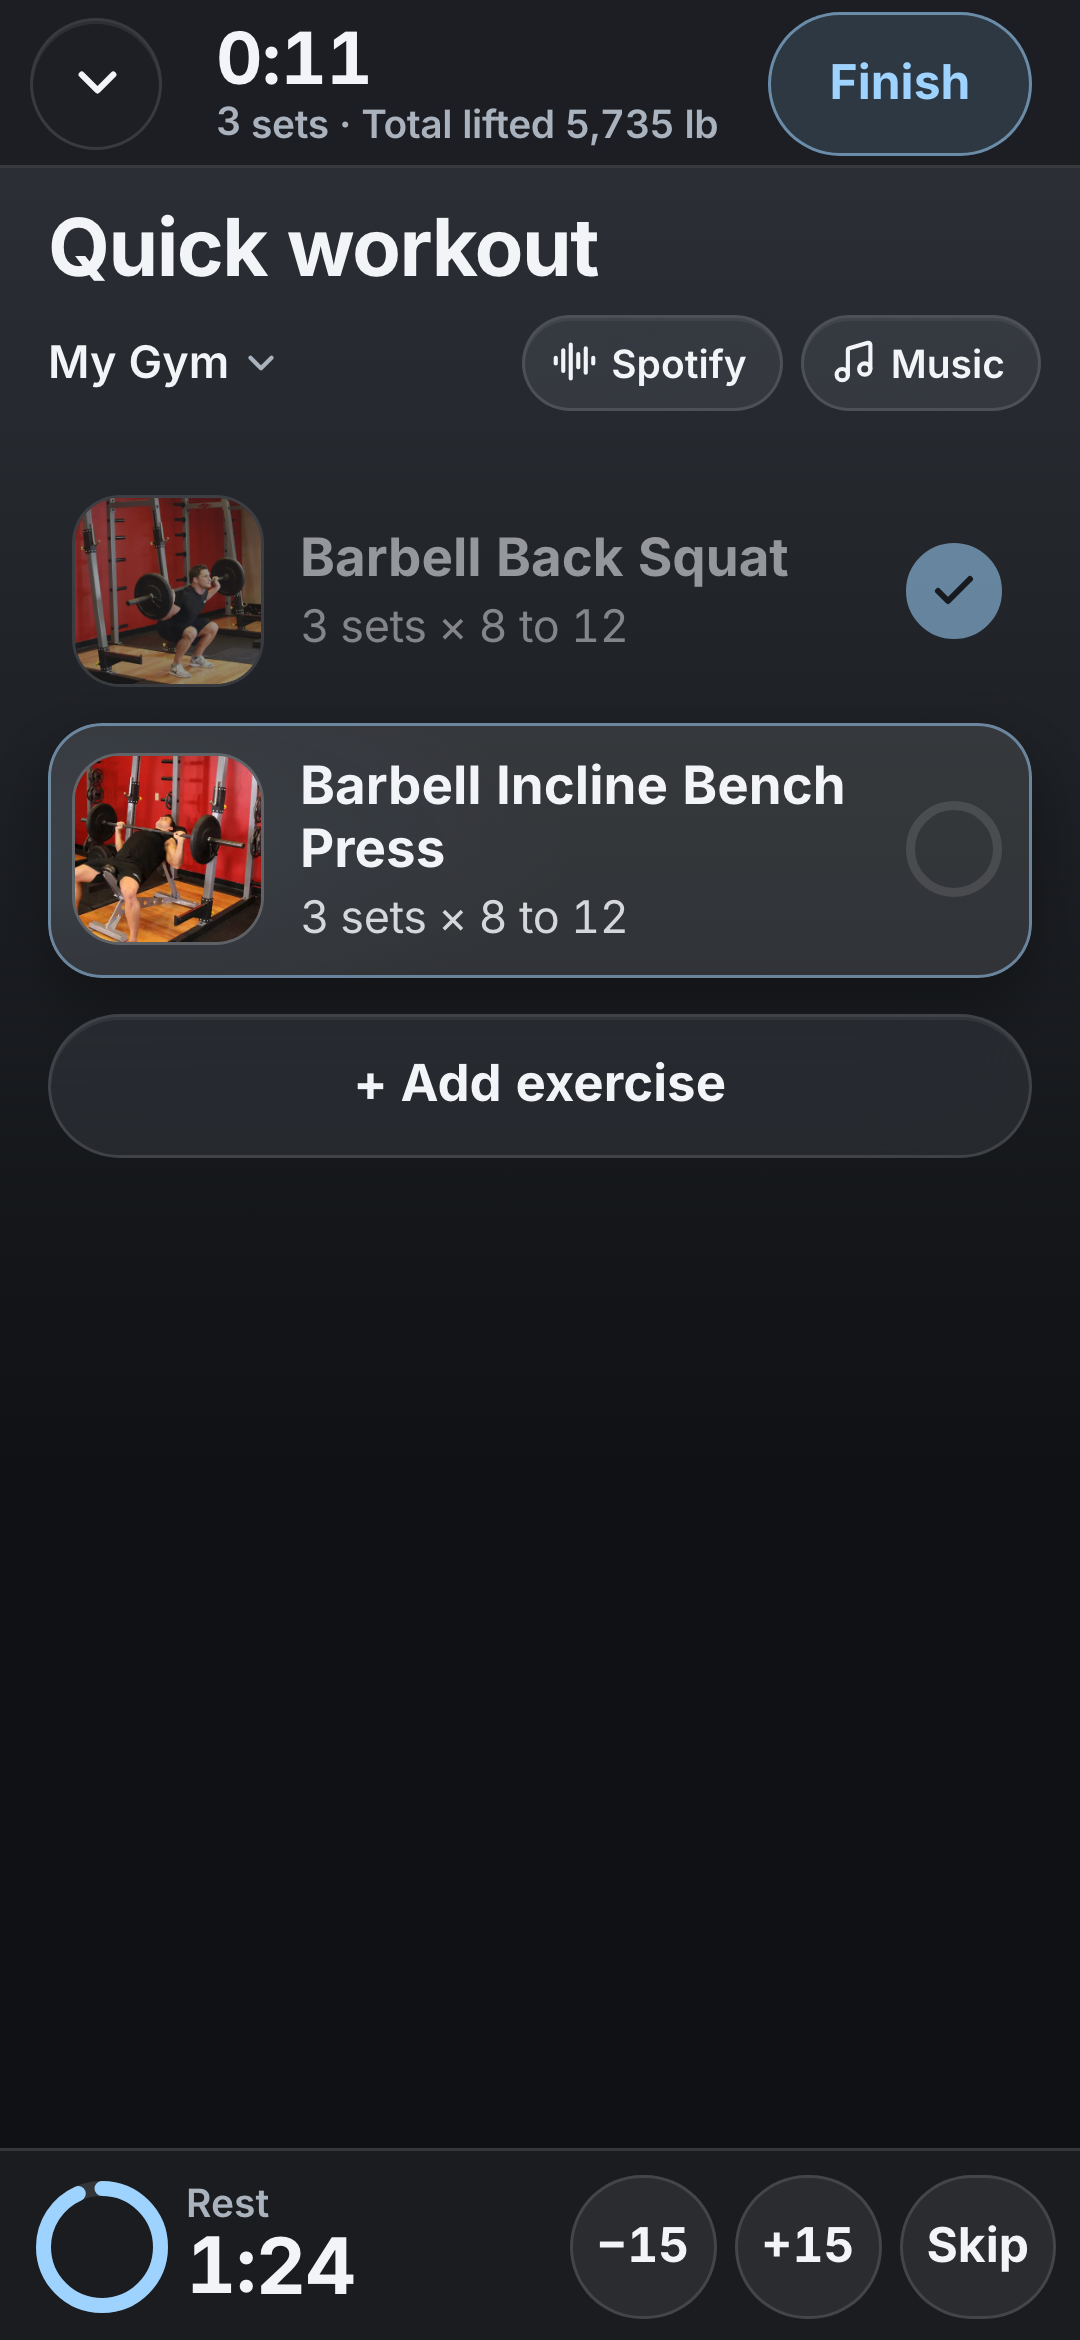 0:11
3 sets · Total lifted 5,735 lb
Finish
Quick workout
My Gym
Spotify
Music
Barbell Back Squat
3 sets × 8 to 12
Barbell Incline Bench
Press
3 sets × 8 to 12
+ Add exercise
Rest
1:24
−15
+15
Skip